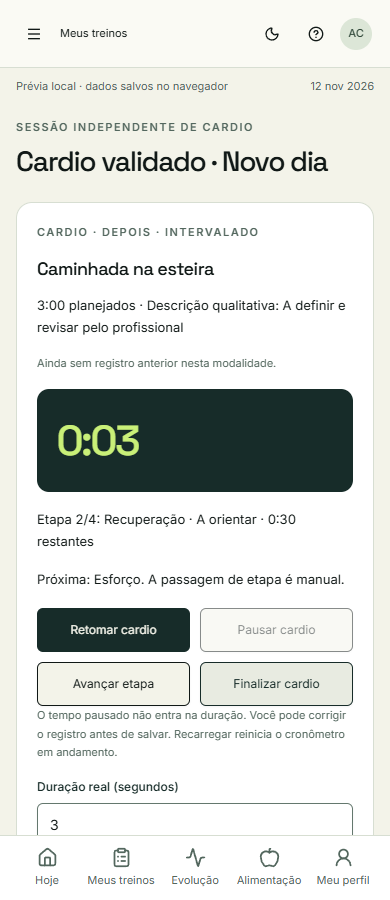 Meus treinos
AC
Prévia local · dados salvos no navegador
12 nov 2026
SESSÃO INDEPENDENTE DE CARDIO
Cardio validado · Novo dia
CARDIO · DEPOIS · INTERVALADO
Caminhada na esteira
3:00 planejados · Descrição qualitativa: A definir e
revisar pelo profissional
Ainda sem registro anterior nesta modalidade.
0:03
Etapa 2/4: Recuperação · A orientar · 0:30
restantes
Próxima: Esforço. A passagem de etapa é manual.
Retomar cardio
Pausar cardio
Avançar etapa
Finalizar cardio
O tempo pausado não entra na duração. Você pode corrigir
o registro antes de salvar. Recarregar reinicia o cronômetro
em andamento.
Duração real (segundos)
3
Hoje
Meus treinos
Evolução
Alimentação
Meu perfil